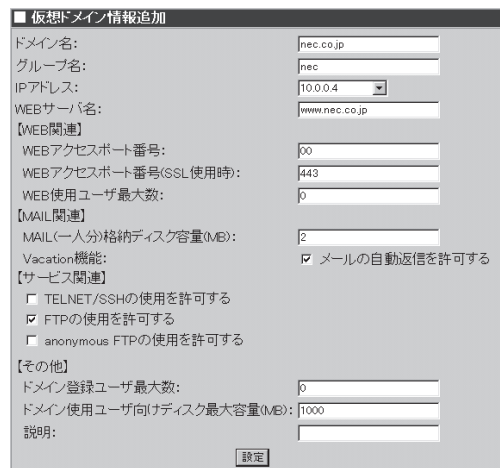 ■ 仮想ドメイン情報追加
ドメイン名: nec.co.jp
グループ名: nec
IPアドレス: 10.0.0.4
WEBサーバ名: www.nec.co.jp
【WEB関連】
WEBアクセスポート番号: 00
WEBアクセスポート番号(SSL使用時): 443
WEB使用ユーザ最大数: 0
【MAIL関連】
MAIL(一人分)格納ディスク容量(MB): 2
Vacation機能: メールの自動返信を許可する
【サービス関連】
TELNET/SSHの使用を許可する
FTPの使用を許可する
anonymous FTPの使用を許可する
【その他】
ドメイン登録ユーザ最大数: 0
ドメイン使用ユーザ向けディスク最大容量(MB): 1000
説明:
設定